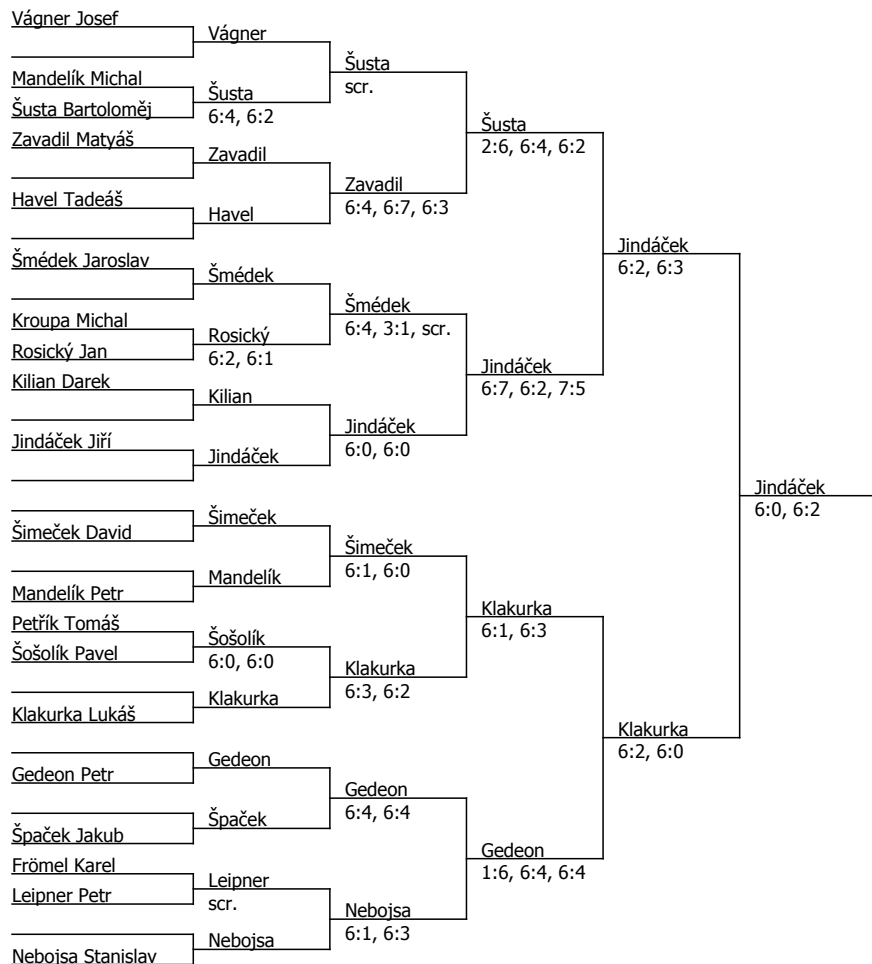 Vágner Josef
Vágner
Šusta
scr.
Mandelík Michal
Šusta Bartoloměj
Šusta
6:4, 6:2
Šusta
2:6, 6:4, 6:2
Zavadil Matyáš
Zavadil
Zavadil
6:4, 6:7, 6:3
Havel Tadeáš
Havel
Jindáček
6:2, 6:3
Šmédek Jaroslav
Šmédek
Šmédek
6:4, 3:1, scr.
Kroupa Michal
Rosický Jan
Rosický
6:2, 6:1
Jindáček
6:7, 6:2, 7:5
Kilian Darek
Kilian
Jindáček
6:0, 6:0
Jindáček Jiří
Jindáček
Jindáček
6:0, 6:2
Šimeček David
Šimeček
Šimeček
6:1, 6:0
Mandelík Petr
Mandelík
Klakurka
6:1, 6:3
Petřík Tomáš
Šošolík Pavel
Šošolík
6:0, 6:0
Klakurka
6:3, 6:2
Klakurka Lukáš
Klakurka
Klakurka
6:2, 6:0
Gedeon Petr
Gedeon
Gedeon
6:4, 6:4
Špaček Jakub
Špaček
Gedeon
1:6, 6:4, 6:4
Frömel Karel
Leipner Petr
Leipner
scr.
Nebojsa
6:1, 6:3
Nebojsa Stanislav
Nebojsa